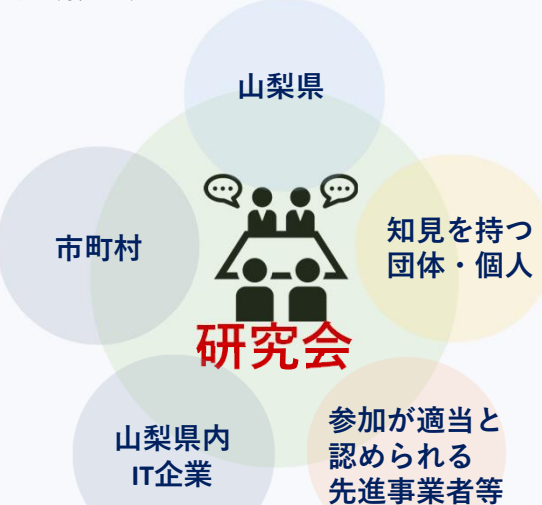 山梨県
市町村
知見を持つ
団体・個人
研究会
山梨県内
IT企業
参加が適当と
認められる
先進事業者等